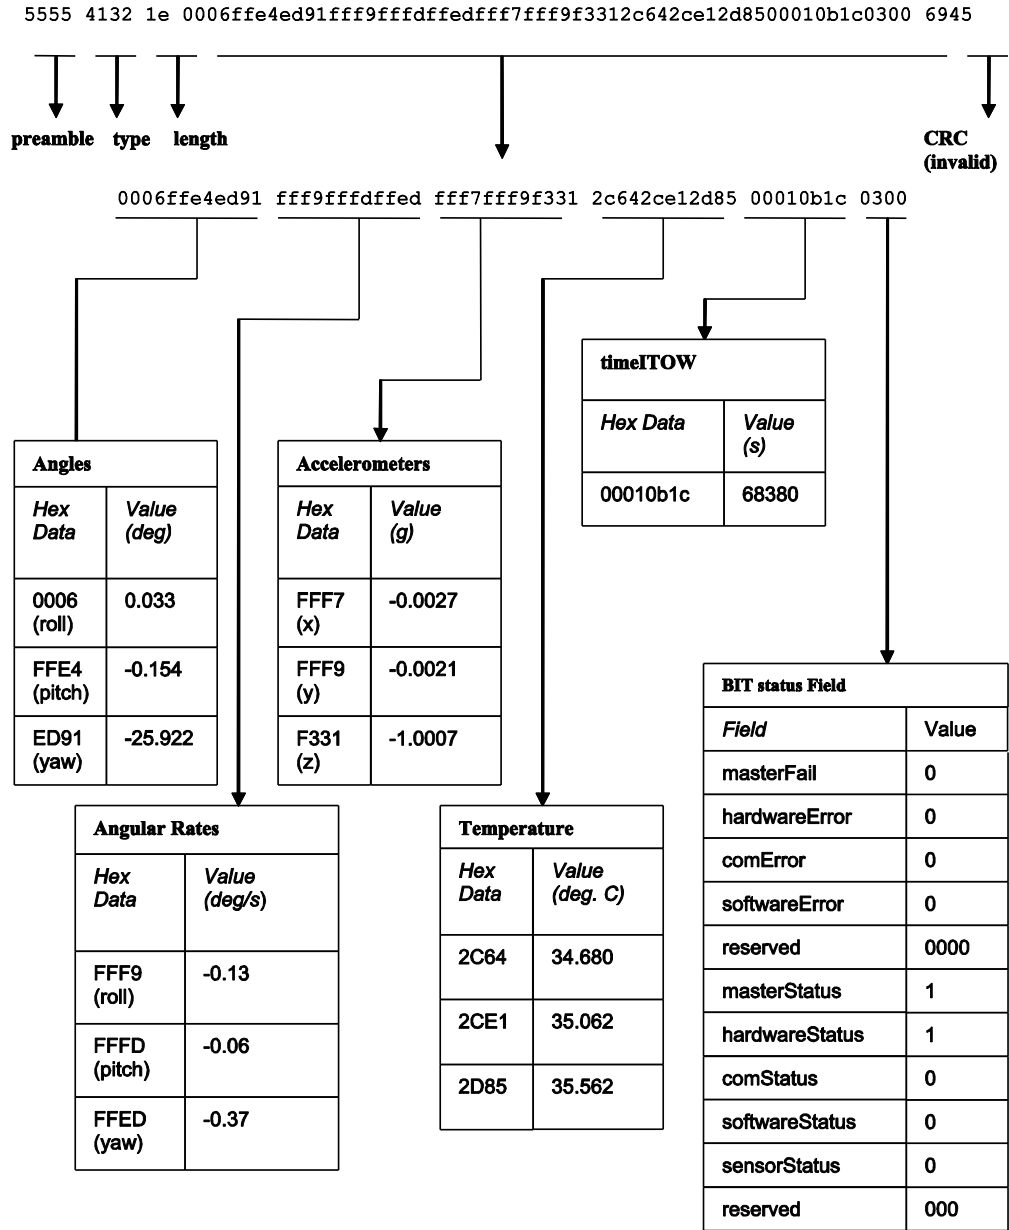 5555 4132 1e 0006ffe4ed91fff9fffdffedfff7fff9f3312c642ce12d8500010b1c0300 6945
preamble type length
CRC
(invalid)
0006ffe4ed91 fff9fffdffed fff7fff9f331 2c642ce12d85 00010b1c 0300
timeITOW
Hex Data Value
(s)
00010b1c 68380
Angles
Hex Value
Data (deg)
0006 0.033
(roll)
FFE4 -0.154
(pitch)
ED91 -25.922
(yaw)
Accelerometers
Hex Value
Data (g)
FFF7 -0.0027
(x)
FFF9 -0.0021
(y)
F331 -1.0007
(z)
Angular Rates
Hex Value
Data (deg/s)
FFF9 -0.13
(roll)
FFFD -0.06
(pitch)
FFED -0.37
(yaw)
Temperature
Hex Value
Data (deg. C)
2C64 34.680
2CE1 35.062
2D85 35.562
BIT status Field
Field Value
masterFail 0
hardwareError 0
comError 0
softwareError 0
reserved 0000
masterStatus 1
hardwareStatus 1
comStatus 0
softwareStatus 0
sensorStatus 0
reserved 000